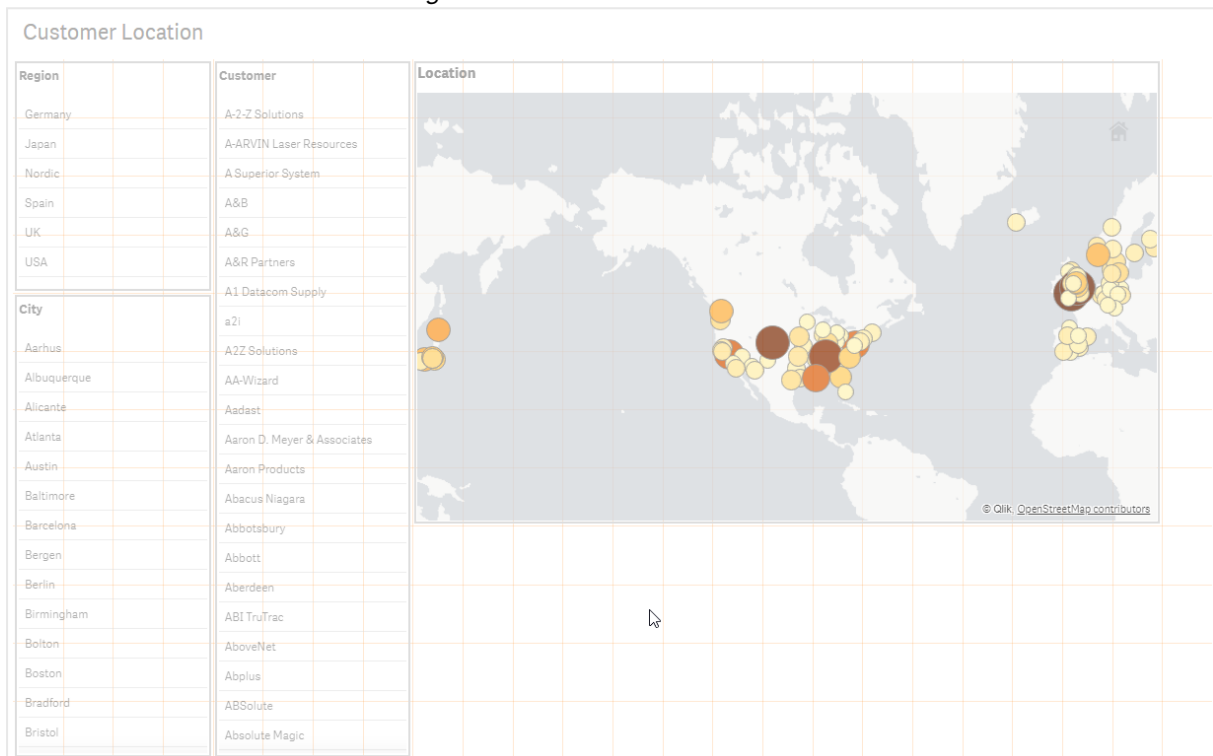 Customer Location
Region
Germany
Japan
Nordic
Spain
UK
USA
City
Aarhus
Albuquerque
Alicante
Atlanta
Austin
Baltimore
Barcelona
Bergen
Berlin
Birmingham
Bolton
Boston
Bradford
Bristol
Customer
A-2-Z Solutions
A-ARVIN Laser Resources
A Superior System
A&B
A&G
A&R Partners
A1 Datacom Supply
a2i
A2Z Solutions
AA-Wizard
Aadast
Aaron D. Meyer & Associates
Aaron Products
Abacus Niagara
Abbotsbury
Abbott
Aberdeen
ABI TruTrac
AboveNet
Abplus
ABSolute
Absolute Magic
Location
© Qlik, OpenStreetMap contributors